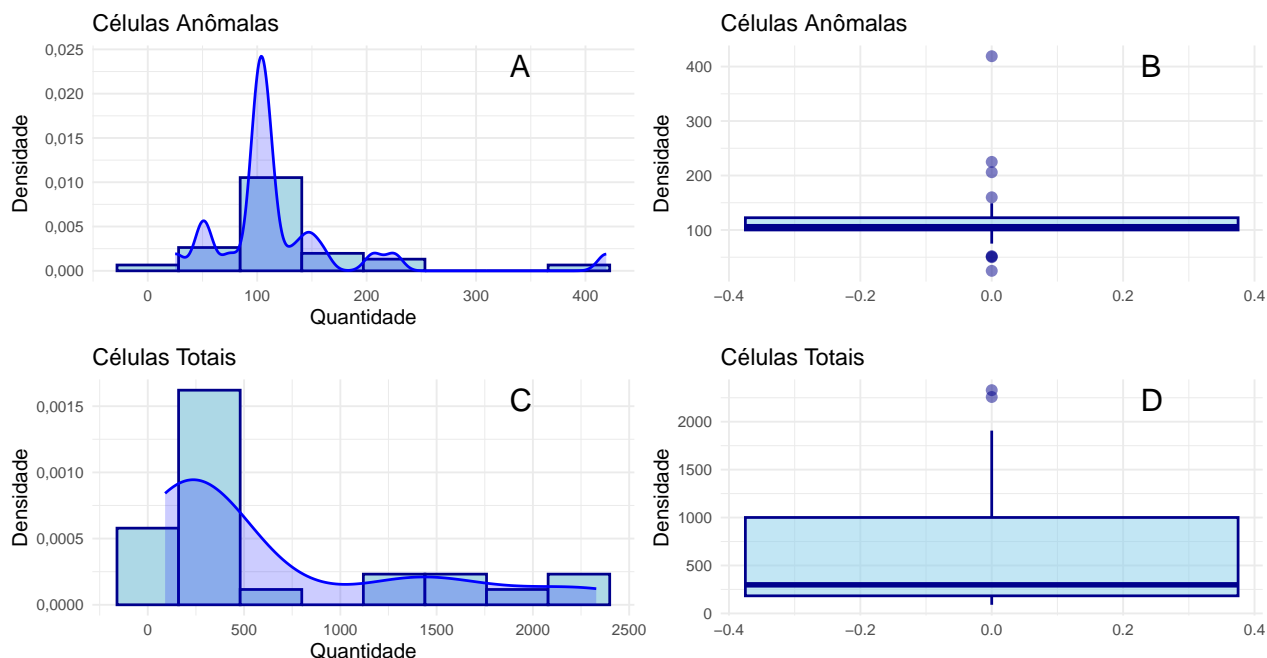 Células Anômalas
A
Densidade
0,025
0,020
0,015
0,010
0,005
0,000
0
100
200
300
400
Quantidade
Células Anômalas
B
Densidade
400
300
200
100
−0.4
−0.2
0.0
0.2
0.4
Células Totais
C
Densidade
0,0015
0,0010
0,0005
0,0000
0
500
1000
1500
2000
2500
Quantidade
Células Totais
D
Densidade
2000
1500
1000
500
0
−0.4
−0.2
0.0
0.2
0.4